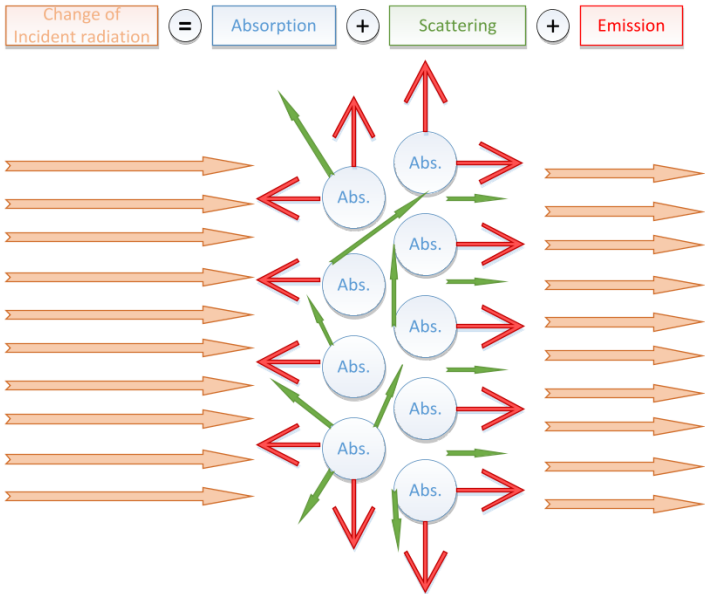 Change of
Incident radiation
=
Absorption
+
Scattering
+
Emission
Abs.
Abs.
Abs.
Abs.
Abs.
Abs.
Abs.
Abs.
Abs.